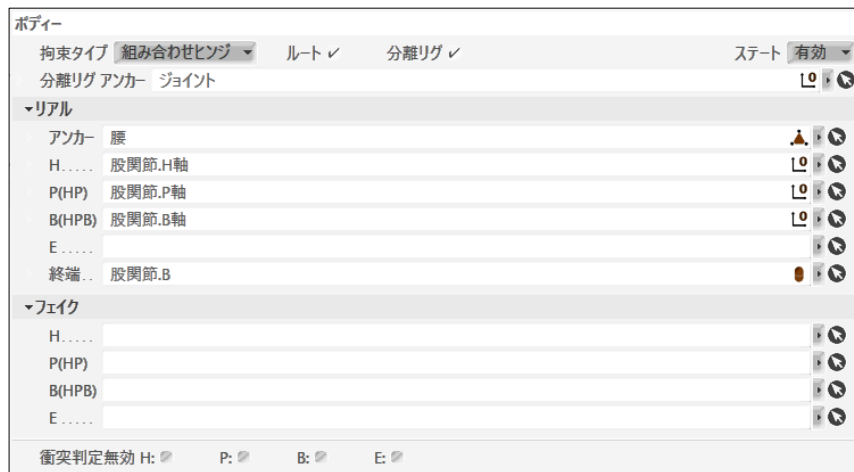 ボディー
拘束タイプ 組み合わせヒンジ ルート 分離リグ ステート 有効
分離リグ アンカー ジョイント
リアル
アンカー 腰
H..... 股関節.H軸
P(HP) 股関節.P軸
B(HPB) 股関節.B軸
E.....
終端.. 股関節.B
フェイク
H.....
P(HP)
B(HPB)
E.....
衝突判定無効 H: P: B: E: